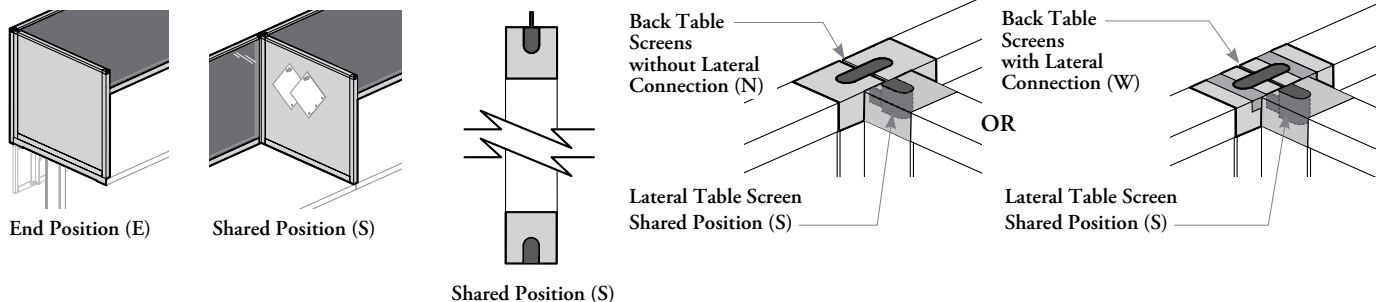 End Position (E)
Shared Position (S)
Shared Position (S)
Back Table
Screens
without Lateral
Connection (N)
Lateral Table Screen
Shared Position (S)
OR
Back Table
Screens
with Lateral
Connection (W)
Lateral Table Screen
Shared Position (S)